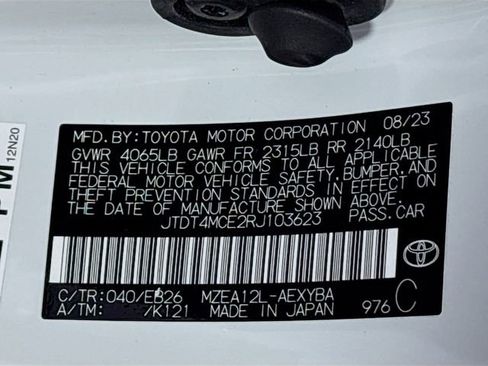 MFD. BY: TOYOTA MOTOR CORPORATION 08/23
GVWR 4065LB GAWR FR 2315LB RR 2140LB
THIS VEHICLE CONFORMS TO ALL APPLICABLE
FEDERAL MOTOR VEHICLE SAFETY, BUMPER, AND
THEFT PREVENTION STANDARDS IN EFFECT ON
THE DATE OF MANUFACTURE SHOWN ABOVE.
JTDT4MCE2RJ103623 PASS. CAR
C/TR: 040/EB26 MZEA12L-AEXYBA
A/TM: /K121 MADE IN JAPAN 976 C
PM
12N20